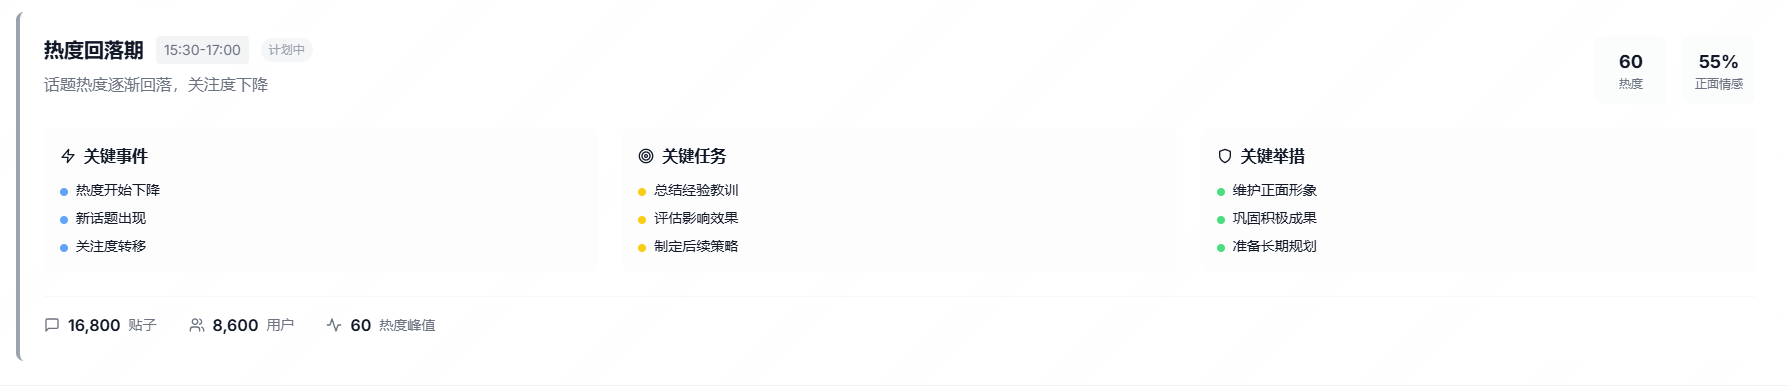 热度回落期 15:30-17:00 计划中
话题热度逐渐回落，关注度下降
60
热度
55%
正面情感
关键事件
热度开始下降
新话题出现
关注度转移
关键任务
总结经验教训
评估影响效果
制定后续策略
关键举措
维护正面形象
巩固积极成果
准备长期规划
16,800 贴子 8,600 用户 60 热度峰值